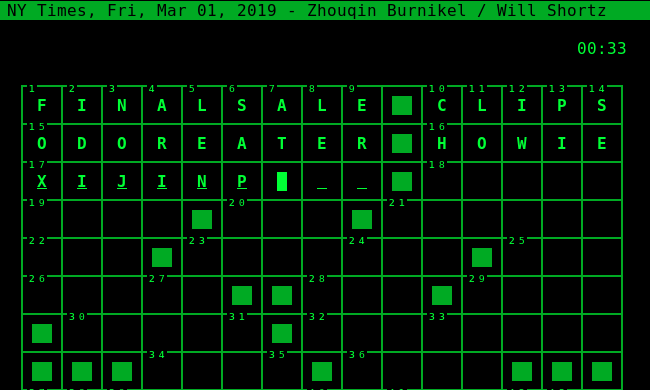 NY Times, Fri, Mar 01, 2019 - Zhouqin Burnikel / Will Shortz
00:33
1 2 3 4 5 6 7 8 9 10 11 12 13 14
F I N A L S A L E C L I P S
15 16
O D O R E A T E R H O W I E
17 18
X I J I N P _ _
19 20 21
22 23 24 25
26 27 28 29
30 31 32 33
34 35 36